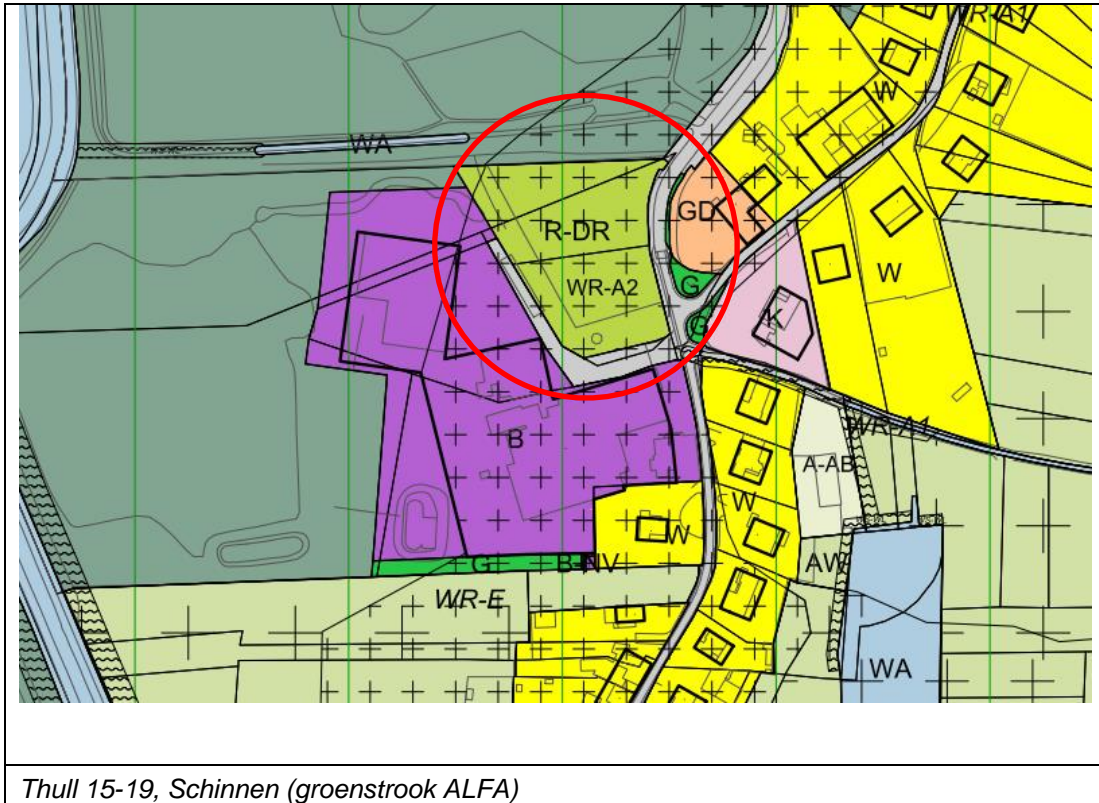 WR-A1
W
WA
R-DR
GD
WR-A2
G
W
G
K
WR-A1
B
A-AB
W
W
G
B-NV
AW
WR-E
WA
Thull 15-19, Schinnen (groenstrook ALFA)